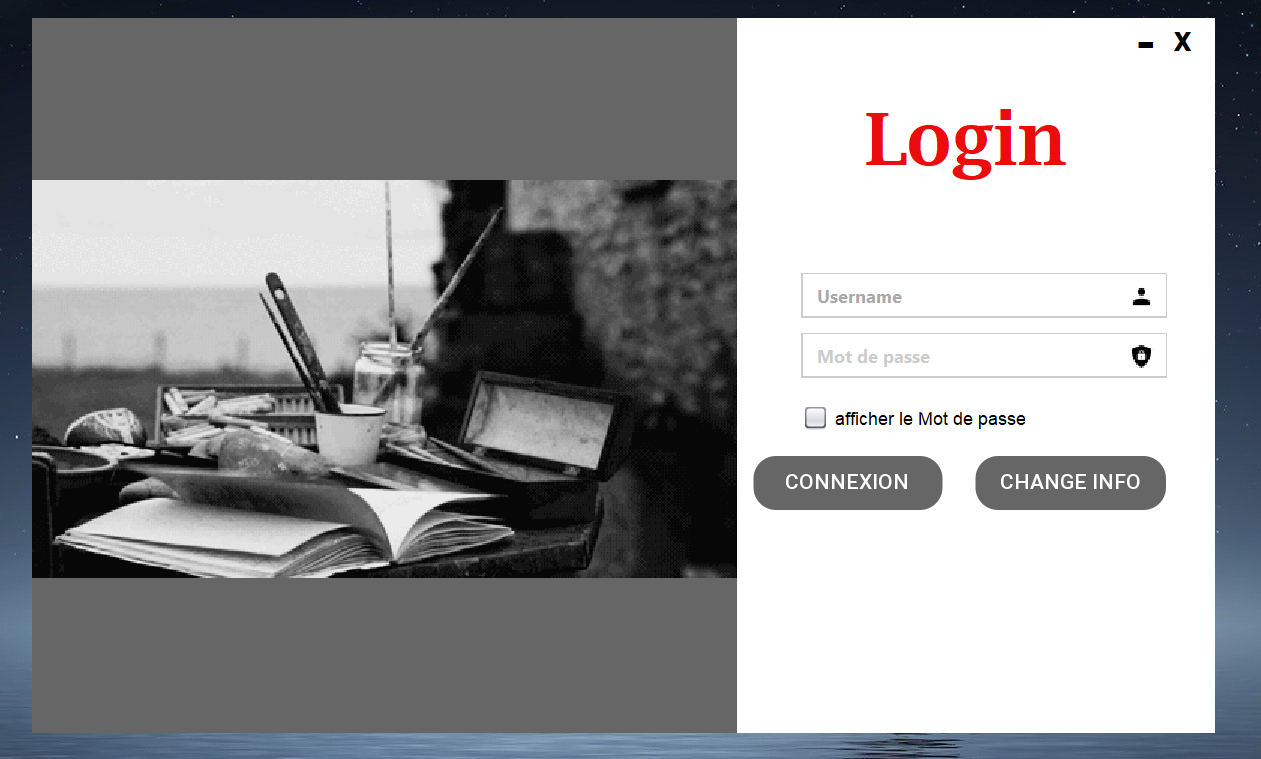 X
Login
Username
Mot de passe
afficher le Mot de passe
CONNEXION
CHANGE INFO